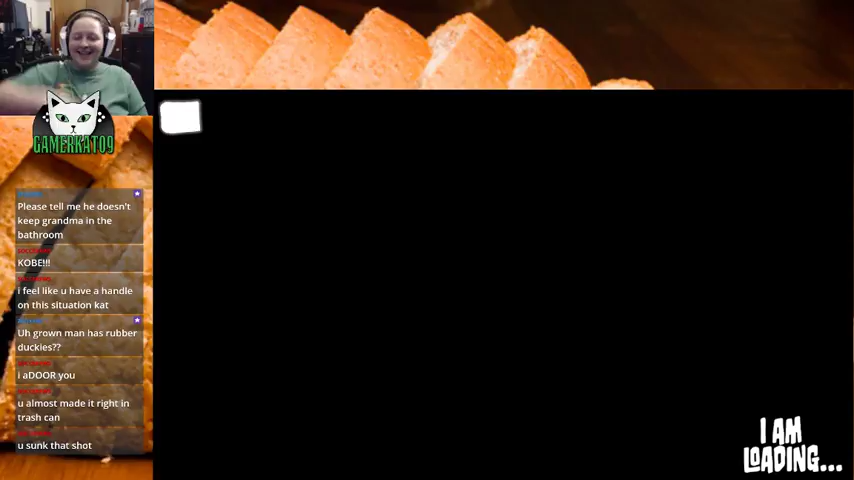 GAMERKAT09
Please tell me he doesn't
keep grandma in the
bathroom
KOBE!!!
i feel like u have a handle
on this situation kat
Uh grown man has rubber
duckies??
i aDOOR you
u almost made it right in
trash can
u sunk that shot
I AM
LOADING...